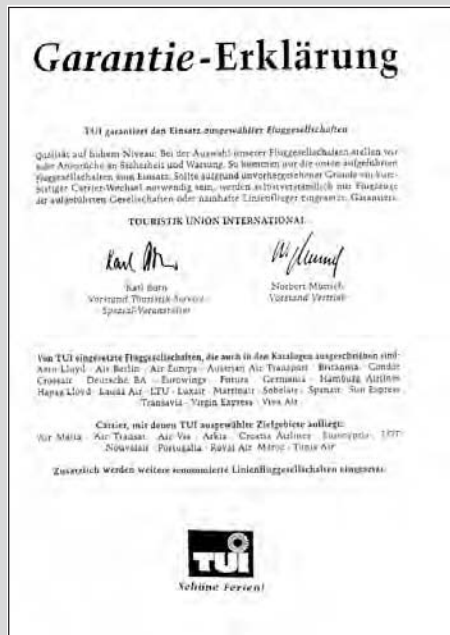 Garantie-Erklärung
TUI garantiert den Einsatz ausgewählter Fluggesellschaften
Qualität auf hohem Niveau: Bei der Auswahl unserer Fluggesellschaften stellen wir
hohe Ansprüche an Sicherheit und Wartung. So kommen nur die unten aufgeführten
Fluggesellschaften zum Einsatz. Sollte aufgrund unvorhergesehener Gründe ein kurz-
fristiger Carrier-Wechsel notwendig sein, werden selbstverständlich nur Flugzeuge
der aufgeführten Gesellschaften oder namhafte Linienflieger eingesetzt. Garantiert.
TOURISTIK UNION INTERNATIONAL
Karl Born
Norbert Munsch
Vorstand Touristik-Service
Vorstand Vertrieb
Spezial-Veranstalter
Von TUI eingesetzte Fluggesellschaften, die auch in den Katalogen ausgeschrieben sind:
Aero Lloyd · Air Berlin · Air Europa · Austrian Air Transport · Britannia · Condor
Crossair · Deutsche BA · Eurowings · Futura · Germania · Hamburg Airlines
Hapag Lloyd · Lauda Air · LTU · Luxair · Martinair · Sobelair · Spanair · Sun Express
Transavia · Virgin Express · Viva Air
Carrier, mit denen TUI ausgewählte Zielgebiete anfliegt:
Air Malta · Air Transat · Air Via · Arkia · Croatia Airlines · LOT
Nouvelair · Portugalia · Royal Air Maroc · Tunis Air
Zusätzlich werden weitere renommierte Linienfluggesellschaften eingesetzt.
TUI
Schöne Ferien!